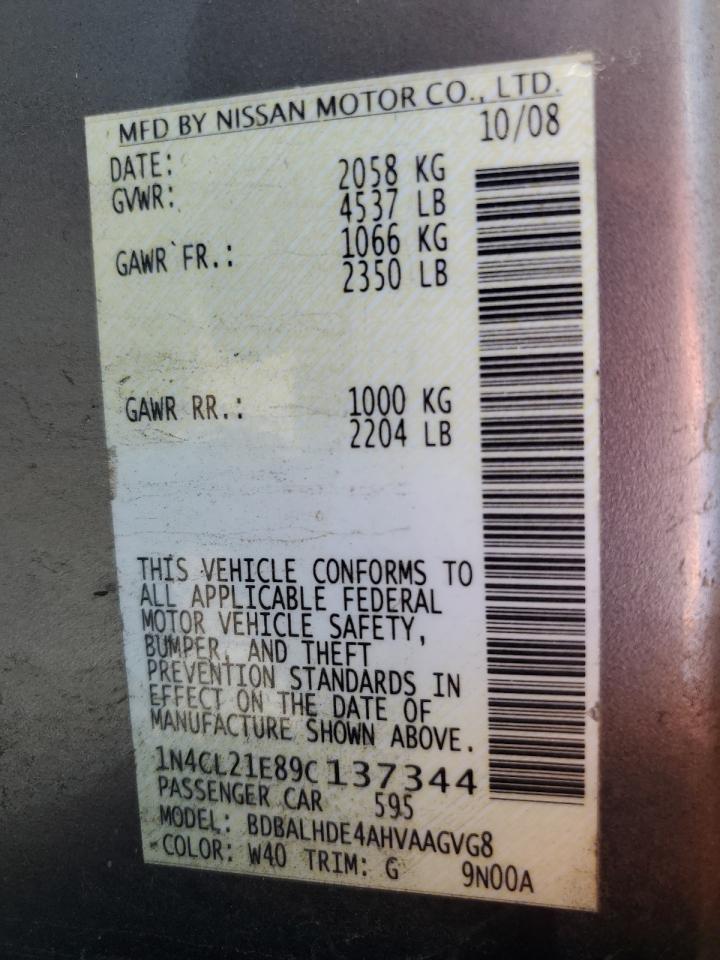 MFD BY NISSAN MOTOR CO., LTD.
DATE: 10/08
GVWR: 2058 KG
4537 LB
GAWR FR.: 1066 KG
2350 LB
GAWR RR.: 1000 KG
2204 LB
THIS VEHICLE CONFORMS TO
ALL APPLICABLE FEDERAL
MOTOR VEHICLE SAFETY,
BUMPER, AND THEFT
PREVENTION STANDARDS IN
EFFECT ON THE DATE OF
MANUFACTURE SHOWN ABOVE.
1N4CL21E89C137344
PASSENGER CAR 595
MODEL: BDBALHDE4AHVAAGVG8
COLOR: W40 TRIM: G 9N00A